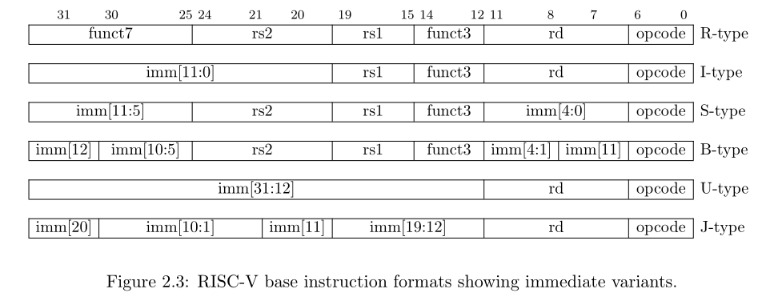 31 30 25 24 21 20 19 15 14 12 11 8 7 6 0
funct7 rs2 rs1 funct3 rd opcode R-type
imm[11:0] rs1 funct3 rd opcode I-type
imm[11:5] rs2 rs1 funct3 imm[4:0] opcode S-type
imm[12] imm[10:5] rs2 rs1 funct3 imm[4:1] imm[11] opcode B-type
imm[31:12] rd opcode U-type
imm[20] imm[10:1] imm[11] imm[19:12] rd opcode J-type
Figure 2.3: RISC-V base instruction formats showing immediate variants.